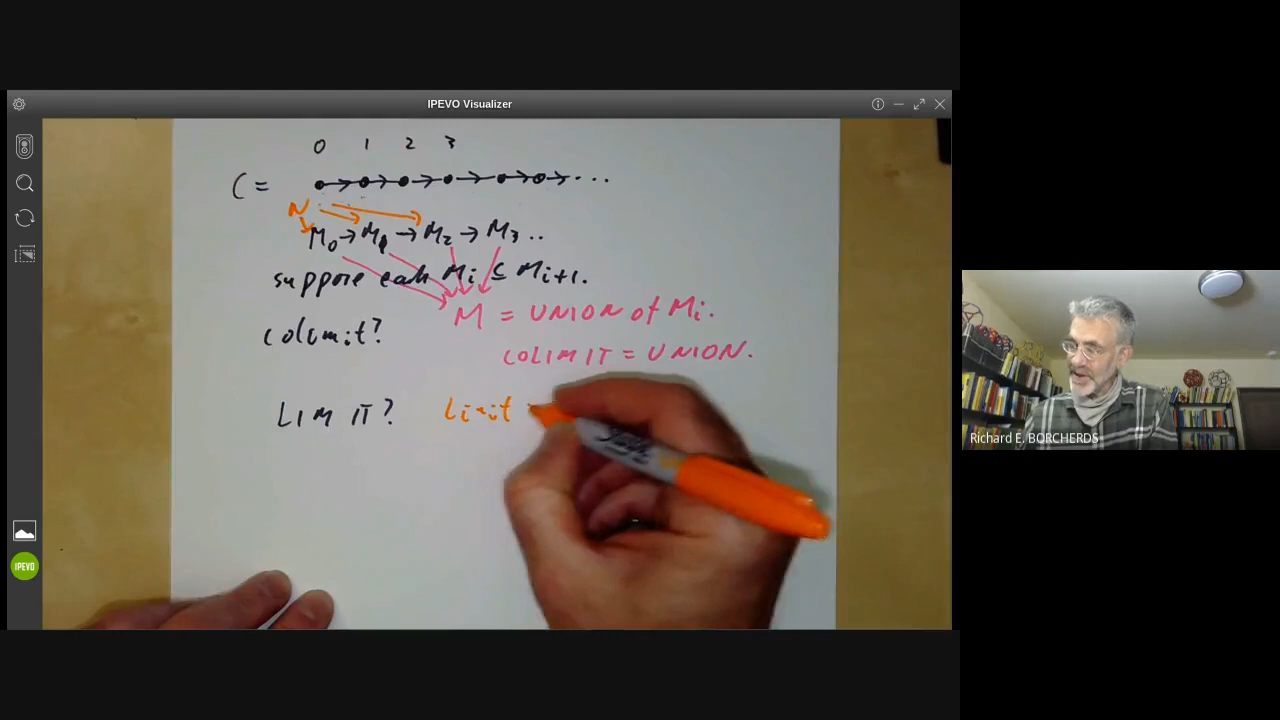 IPEVO Visualizer
0 1 2 3
C = ...
N
M₀ → M₁ → M₂ → M₃ ..
suppose each Mᵢ ⊆ Mᵢ₊₁.
M = UNION of Mᵢ.
colimit?
COLIMIT = UNION.
LIMIT? Limit
Sharpie
IPEVO
Richard E. BORCHERDS